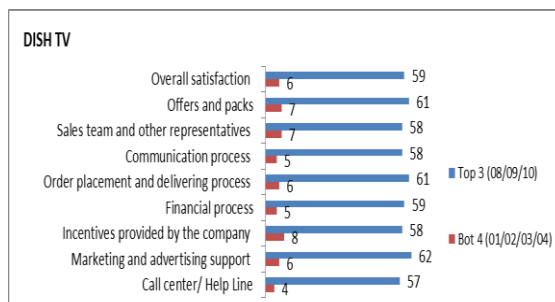 DISH TV
Overall satisfaction 59
6
Offers and packs 61
7
Sales team and other representatives 58
7
Communication process 58
5
Order placement and delivering process 61
6
Financial process 59
5
Incentives provided by the company 58
8
Marketing and advertising support 62
6
Call center/ Help Line 57
4
Top 3 (08/09/10)
Bot 4 (01/02/03/04)